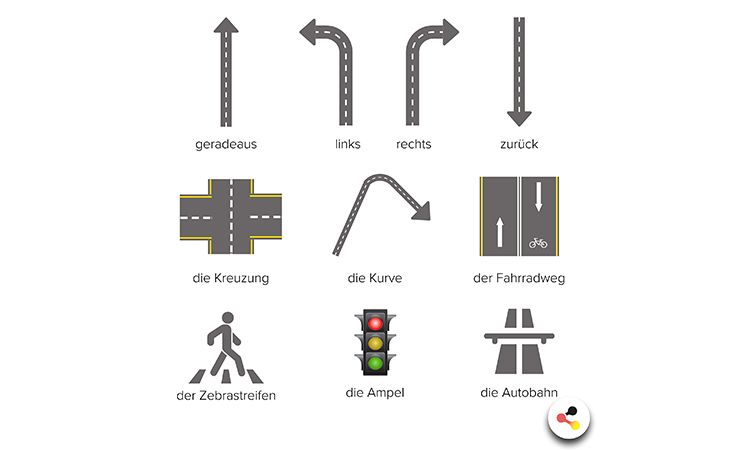 geradeaus
links
rechts
zurück
die Kreuzung
die Kurve
der Fahrradweg
der Zebrastreifen
die Ampel
die Autobahn